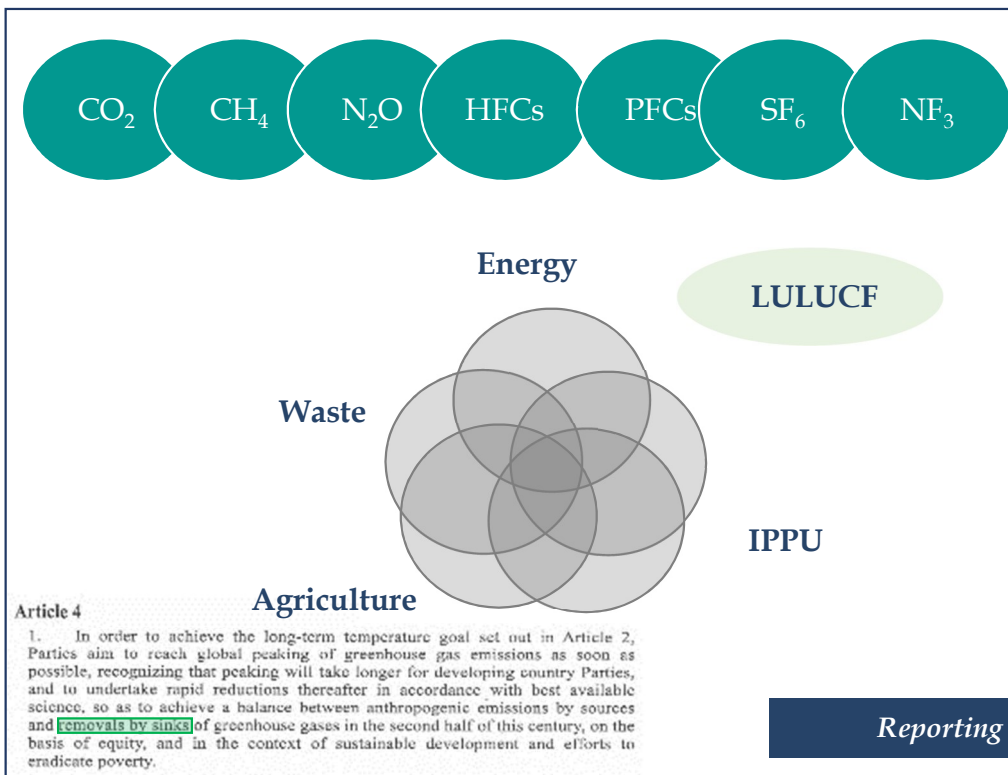 CO₂ CH₄ N₂O HFCs PFCs SF₆ NF₃
Energy
LULUCF
Waste
IPPU
Agriculture
Article 4
1. In order to achieve the long-term temperature goal set out in Article 2,
Parties aim to reach global peaking of greenhouse gas emissions as soon as
possible, recognizing that peaking will take longer for developing country Parties,
and to undertake rapid reductions thereafter in accordance with best available
science, so as to achieve a balance between anthropogenic emissions by sources
and removals by sinks of greenhouse gases in the second half of this century, on the
basis of equity, and in the context of sustainable development and efforts to
eradicate poverty.
Reporting